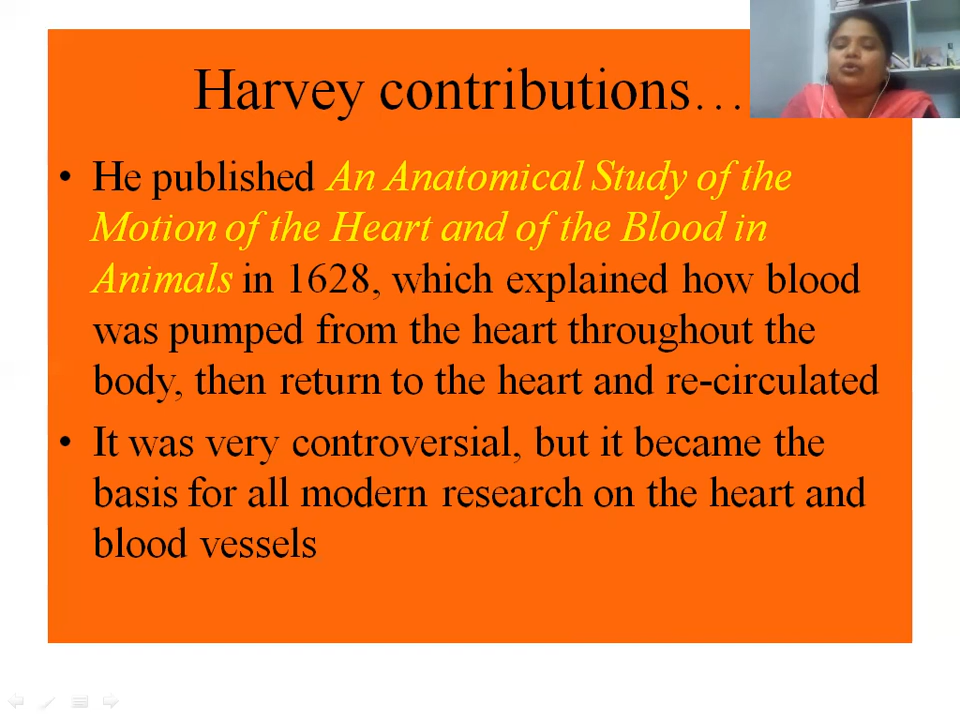 Harvey contributions…
• He published An Anatomical Study of the
Motion of the Heart and of the Blood in
Animals in 1628, which explained how blood
was pumped from the heart throughout the
body, then return to the heart and re-circulated
• It was very controversial, but it became the
basis for all modern research on the heart and
blood vessels